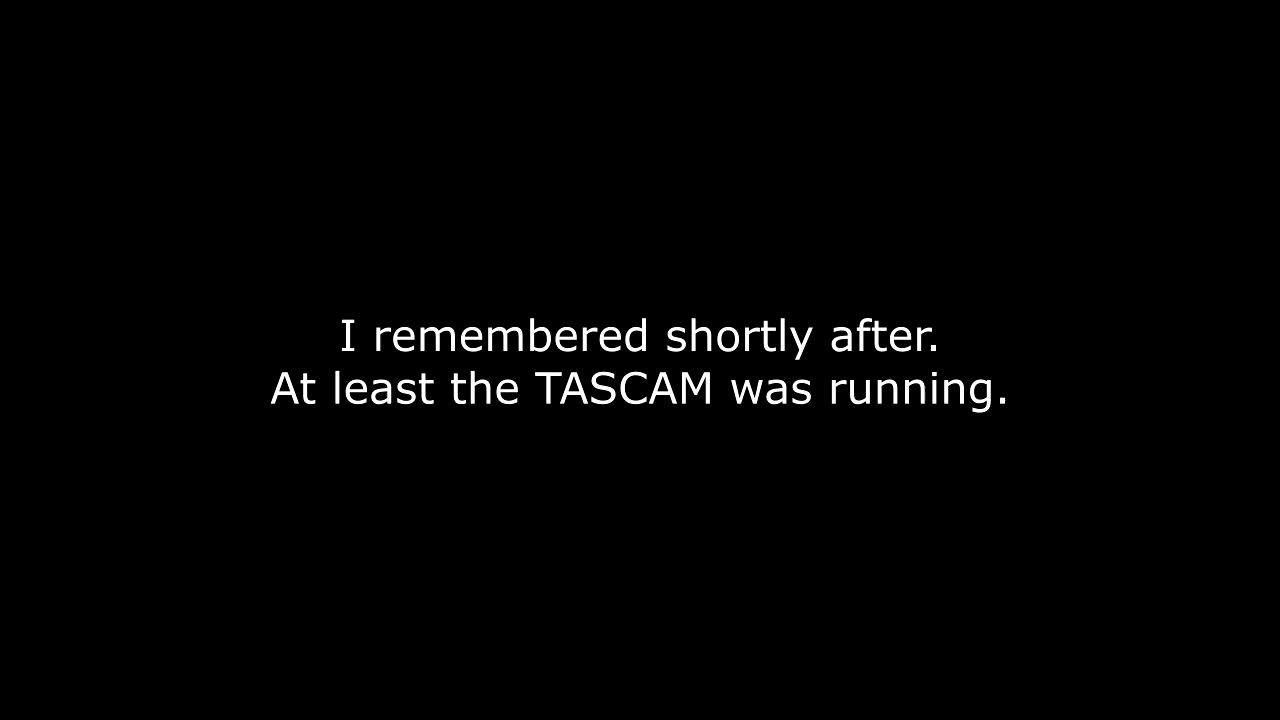 I remembered shortly after.
At least the TASCAM was running.